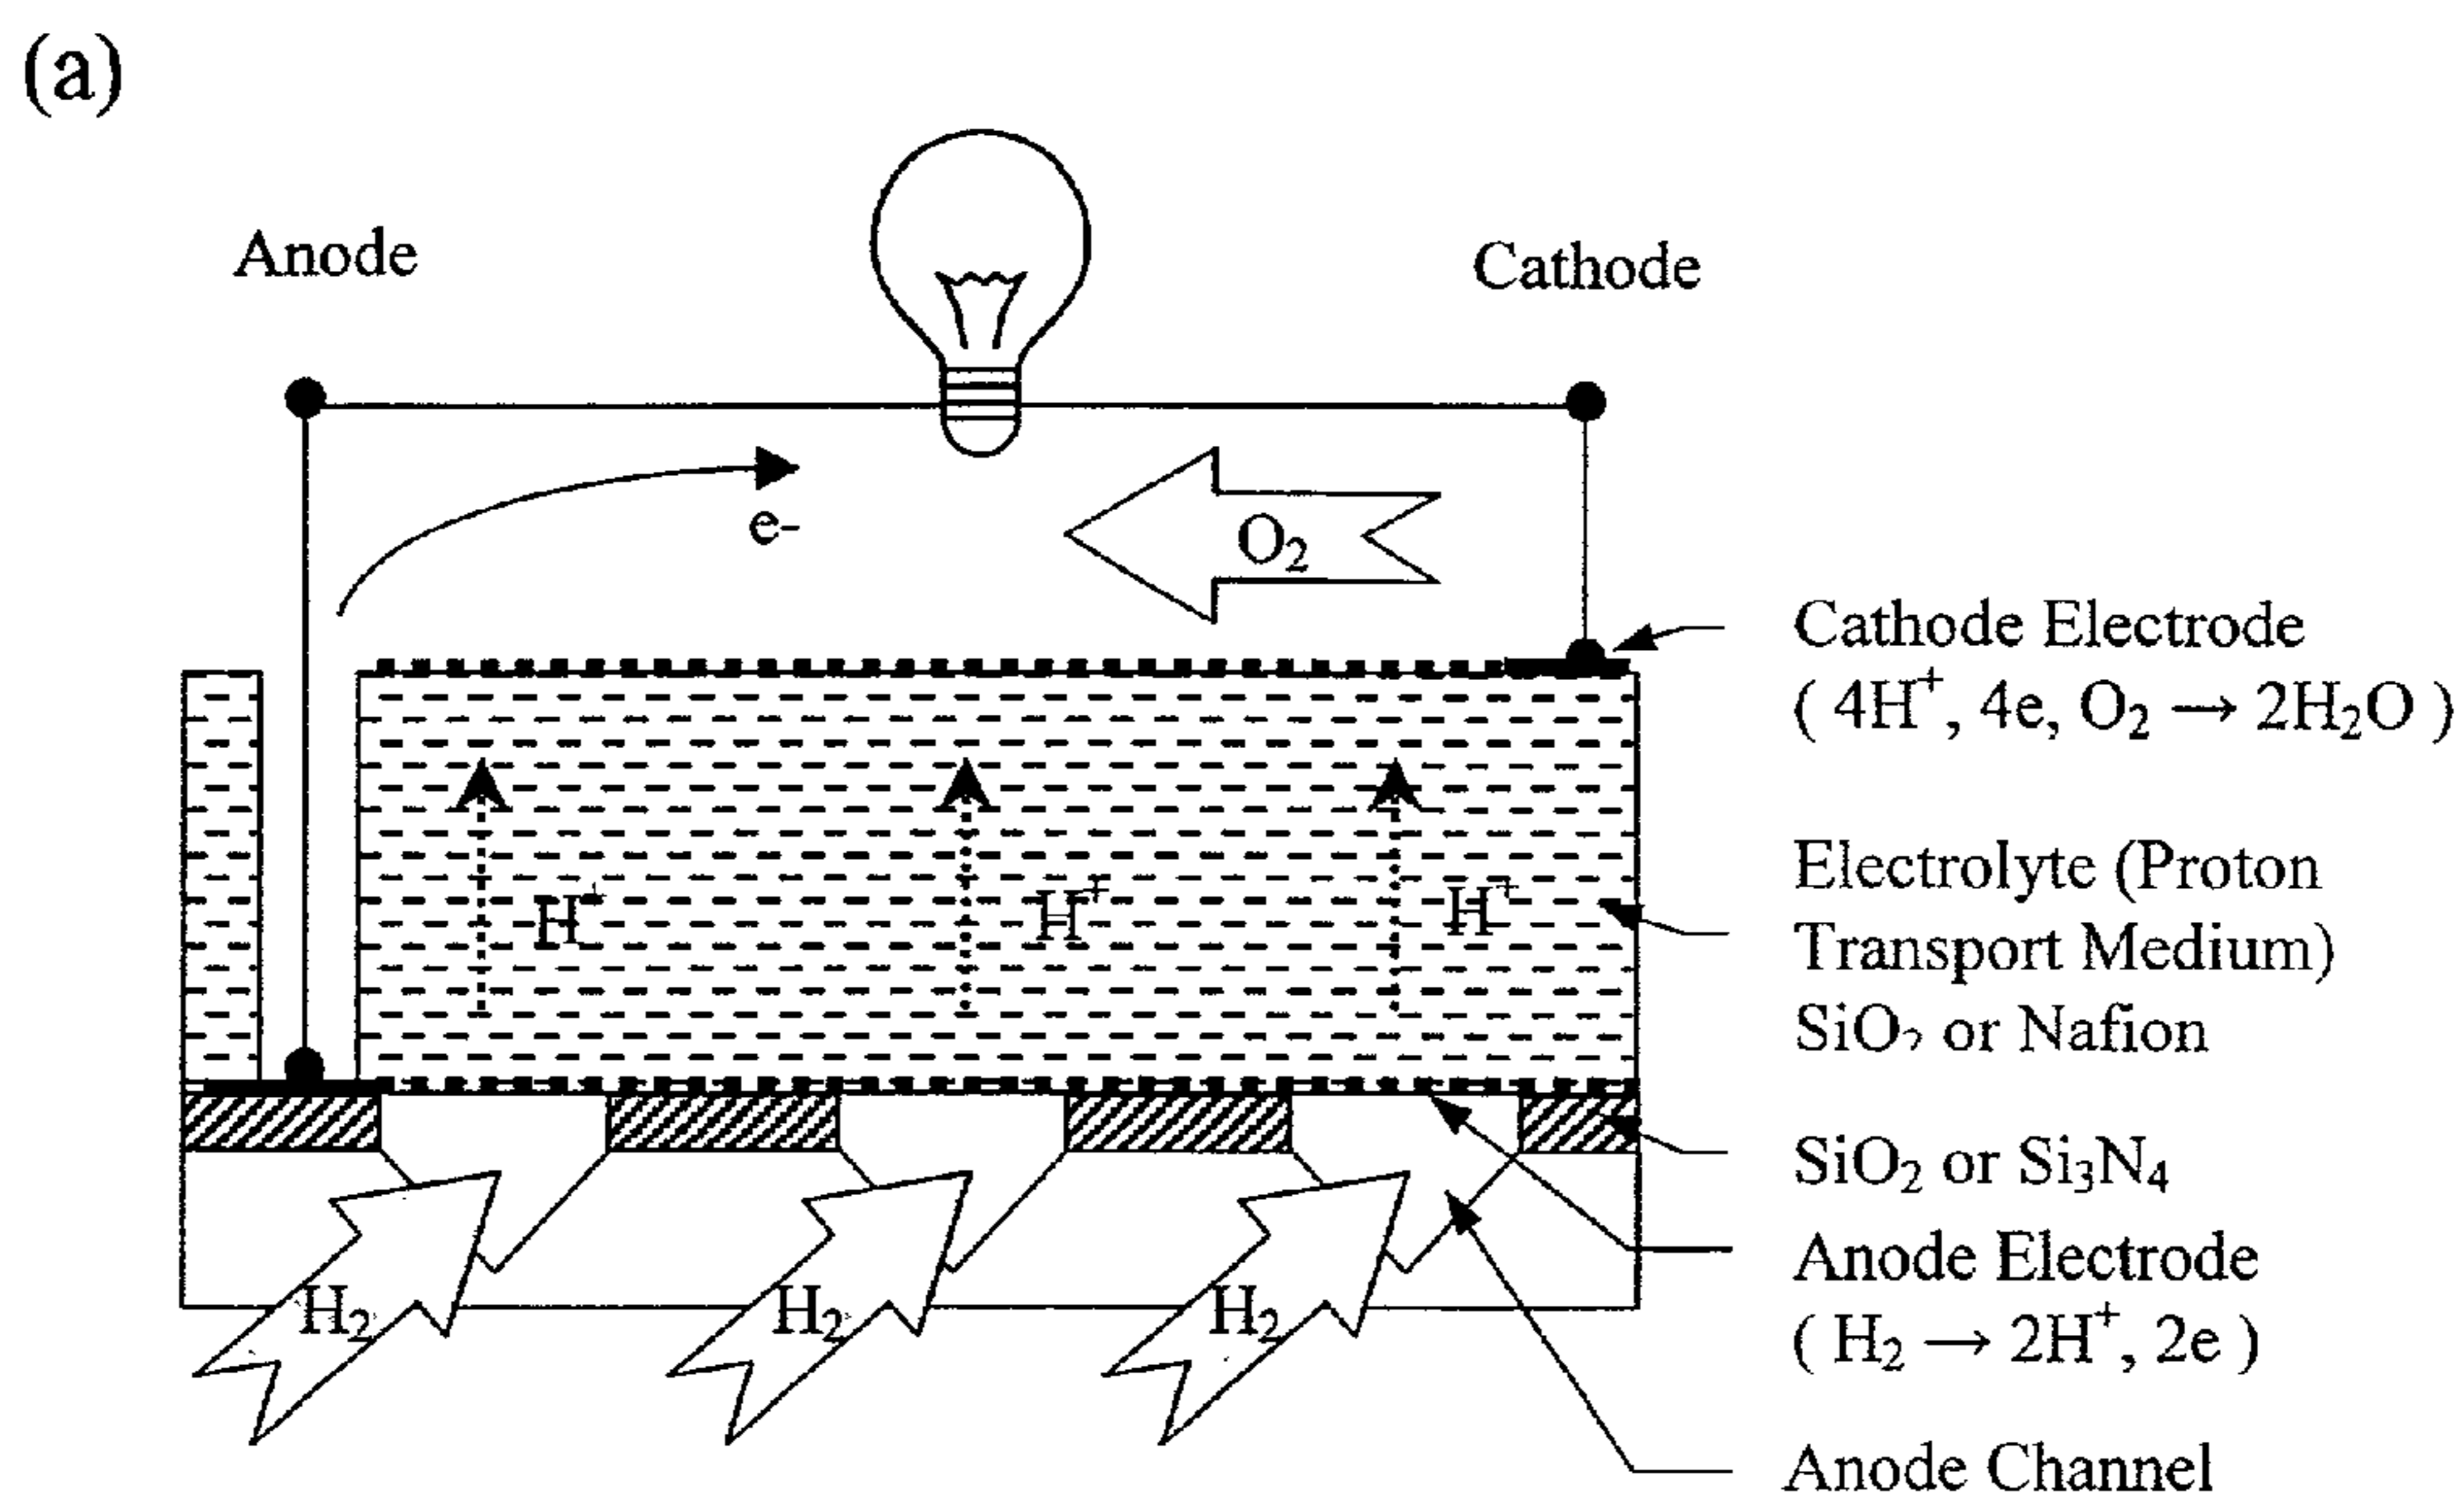 (a)
Anode
Cathode
e-
O₂
Cathode Electrode
( 4H⁺, 4e, O₂ → 2H₂O )
H⁺ H⁺ H⁺
Electrolyte (Proton
Transport Medium)
SiO₂ or Nafion
SiO₂ or Si₃N₄
Anode Electrode
( H₂ → 2H⁺, 2e )
H₂ H₂ H₂
Anode Channel